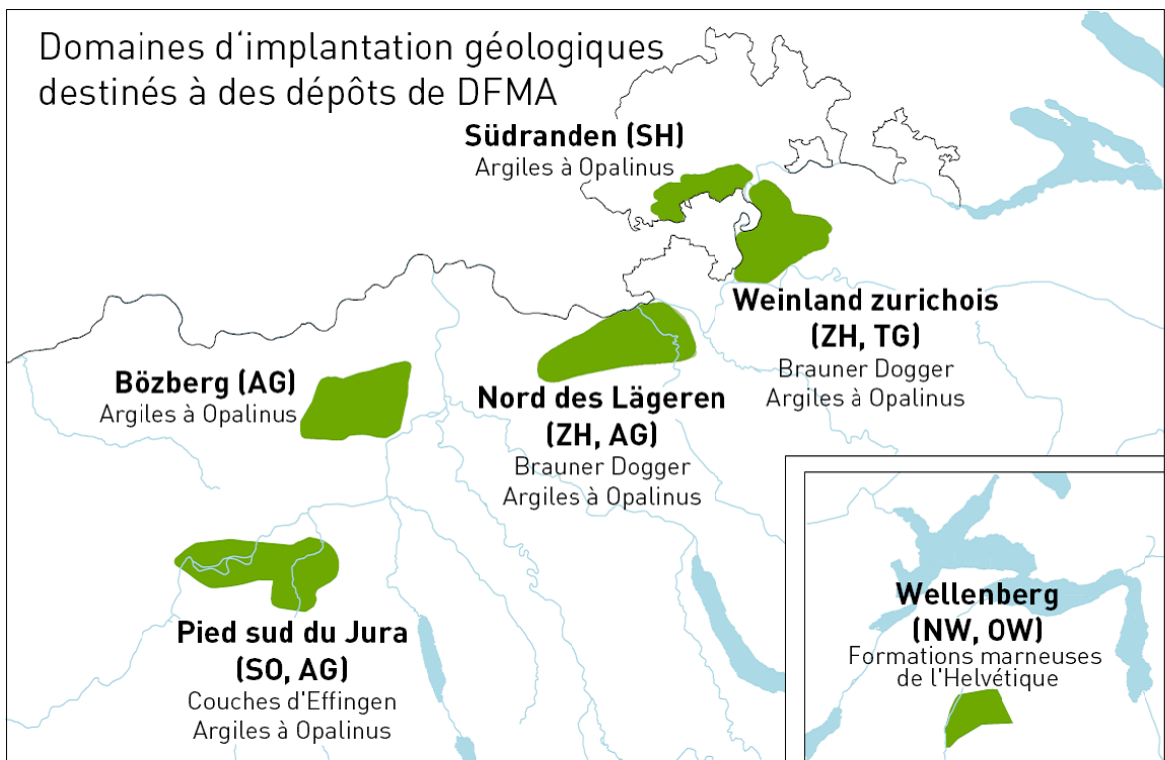 Domaines d‘implantation géologiques
destinés à des dépôts de DFMA
Südranden (SH)
Argiles à Opalinus
Weinland zurichois
(ZH, TG)
Brauner Dogger
Argiles à Opalinus
Bözberg (AG)
Argiles à Opalinus
Nord des Lägeren
(ZH, AG)
Brauner Dogger
Argiles à Opalinus
Pied sud du Jura
(SO, AG)
Couches d'Effingen
Argiles à Opalinus
Wellenberg
(NW, OW)
Formations marneuses
de l'Helvétique